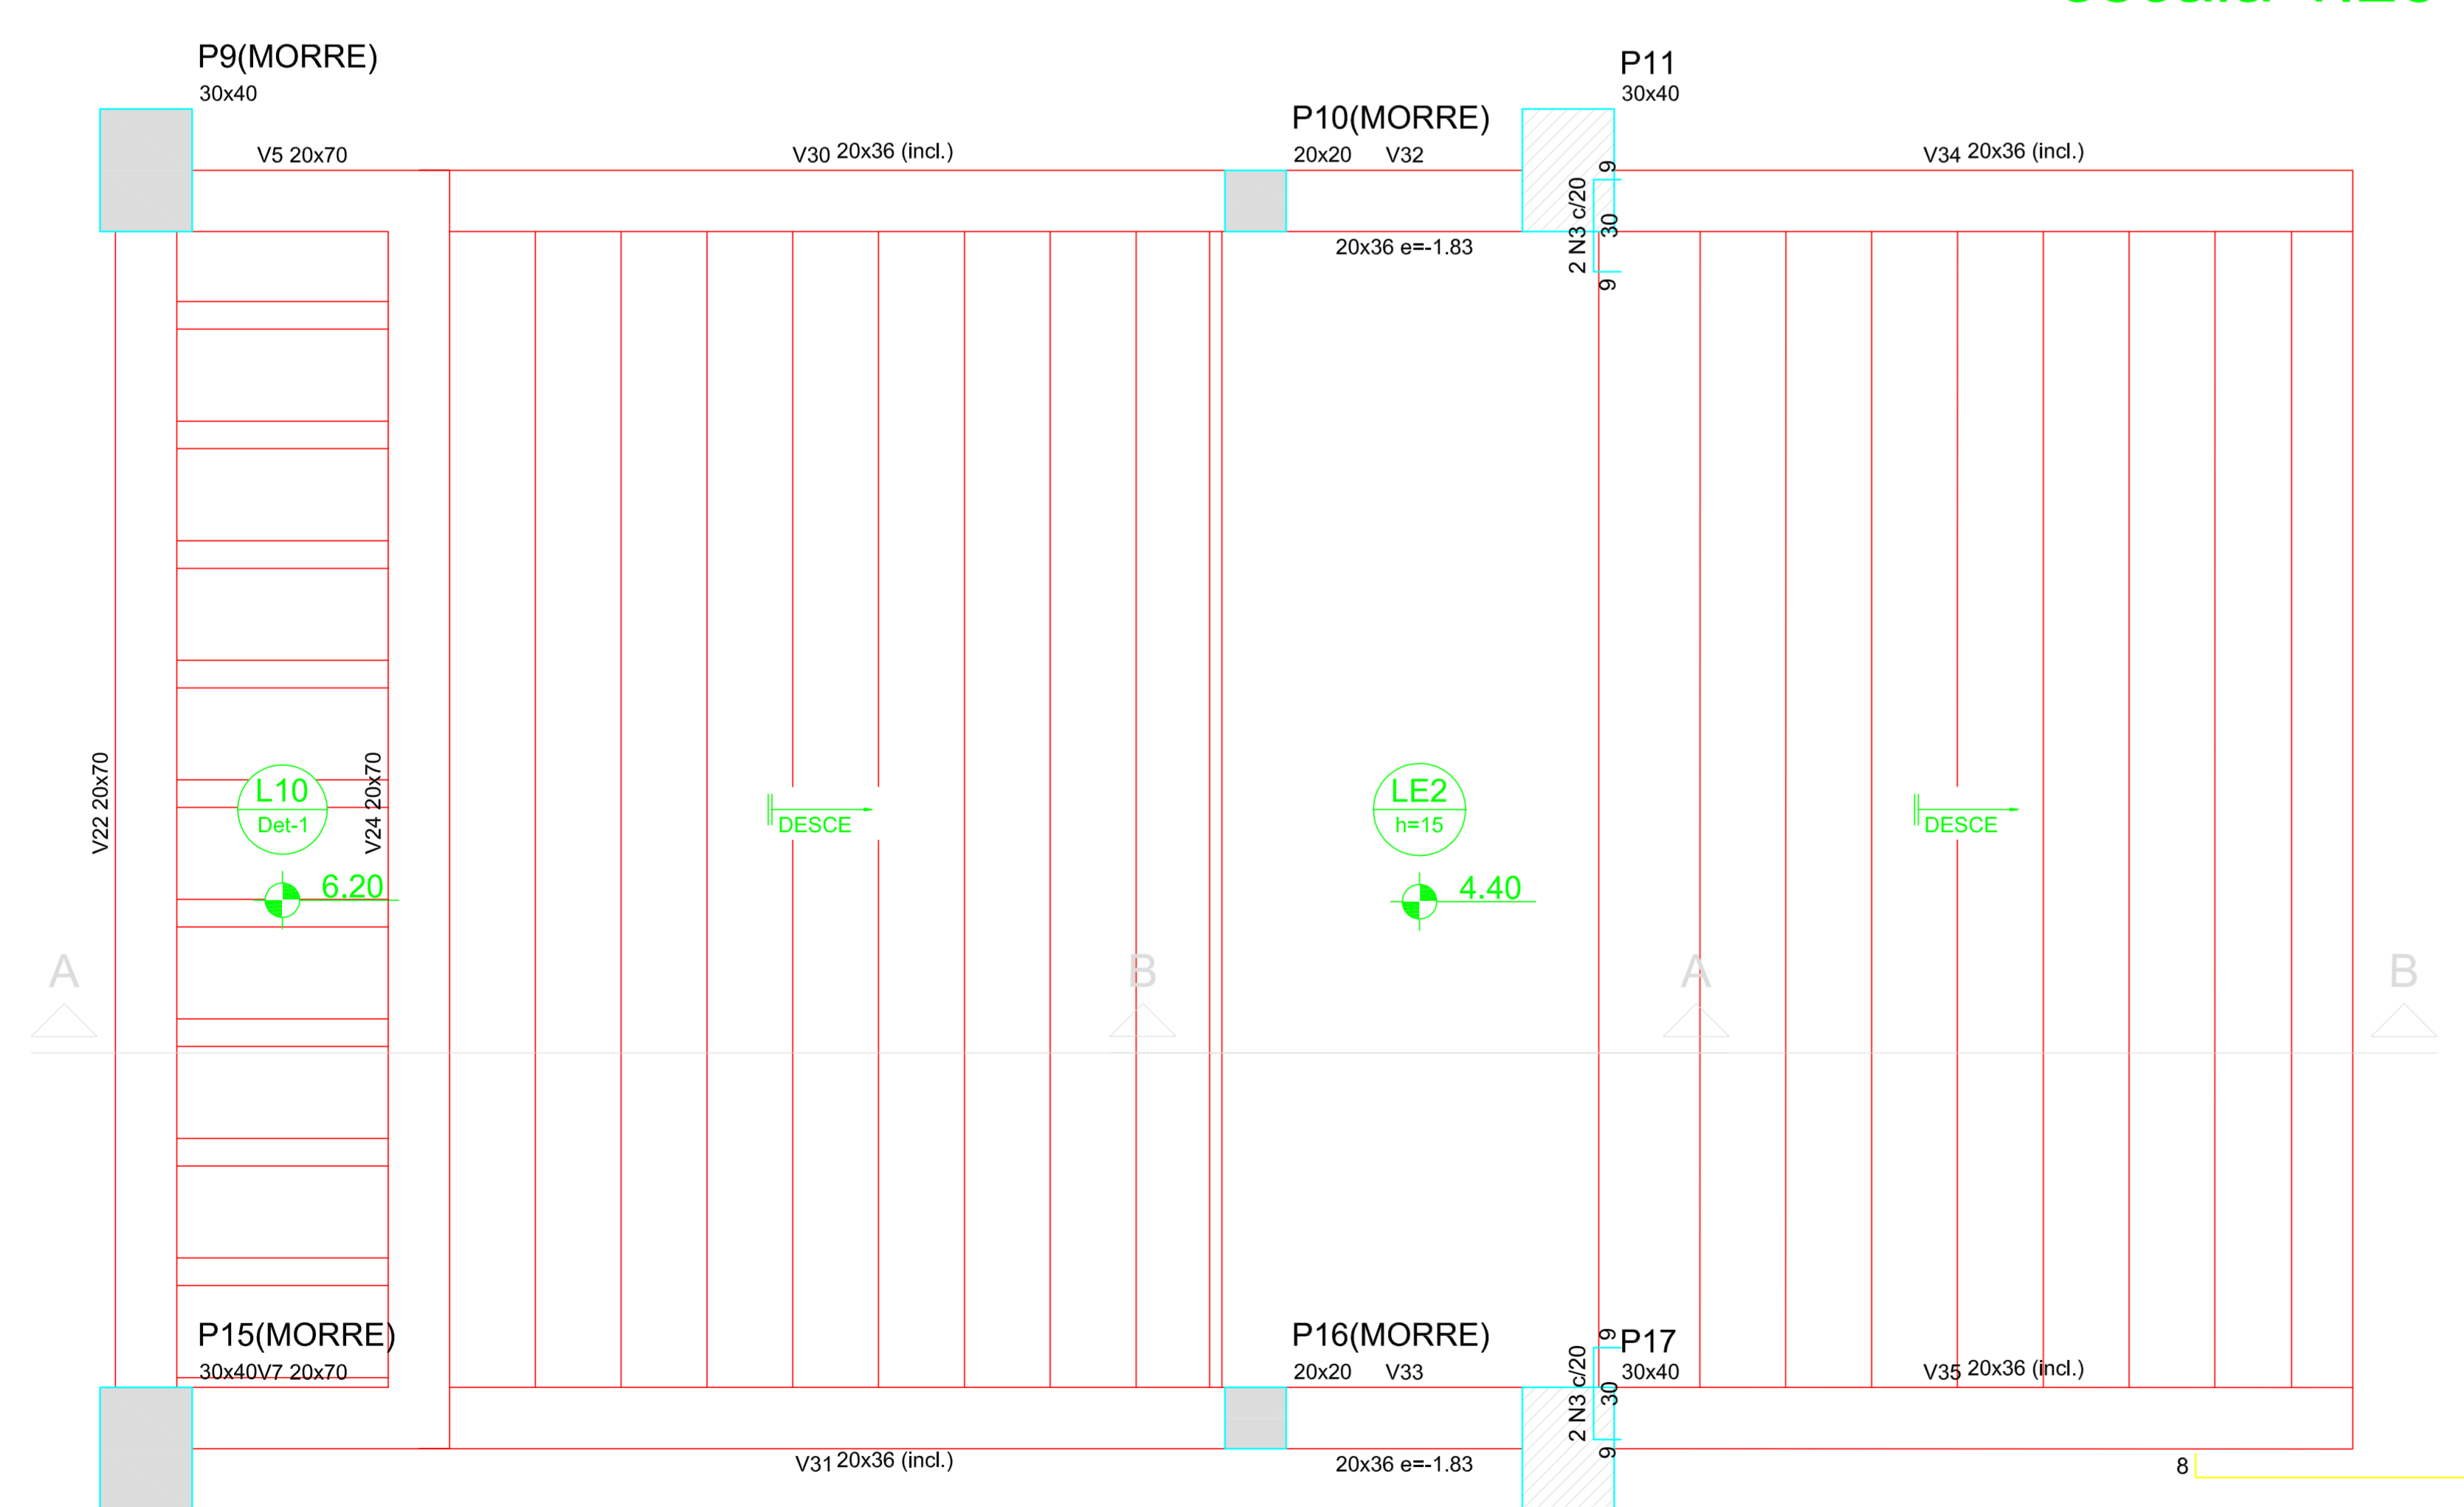 P9(MORRE)
30x40
P11
30x40
P10(MORRE)
20x20
V32
V5 20x70
V30 20x36 (incl.)
V34 20x36 (incl.)
20x36 e=-1.83
2 N3 c/20
9
30
9
V22 20x70
L10
Det-1
V24 20x70
6.20
DESCE
LE2
h=15
4.40
DESCE
A
B
A
B
P15(MORRE)
30x40
V7 20x70
P16(MORRE)
20x20
V33
2 N3 c/20
9
30
9
P17
30x40
V35 20x36 (incl.)
V31 20x36 (incl.)
20x36 e=-1.83
8